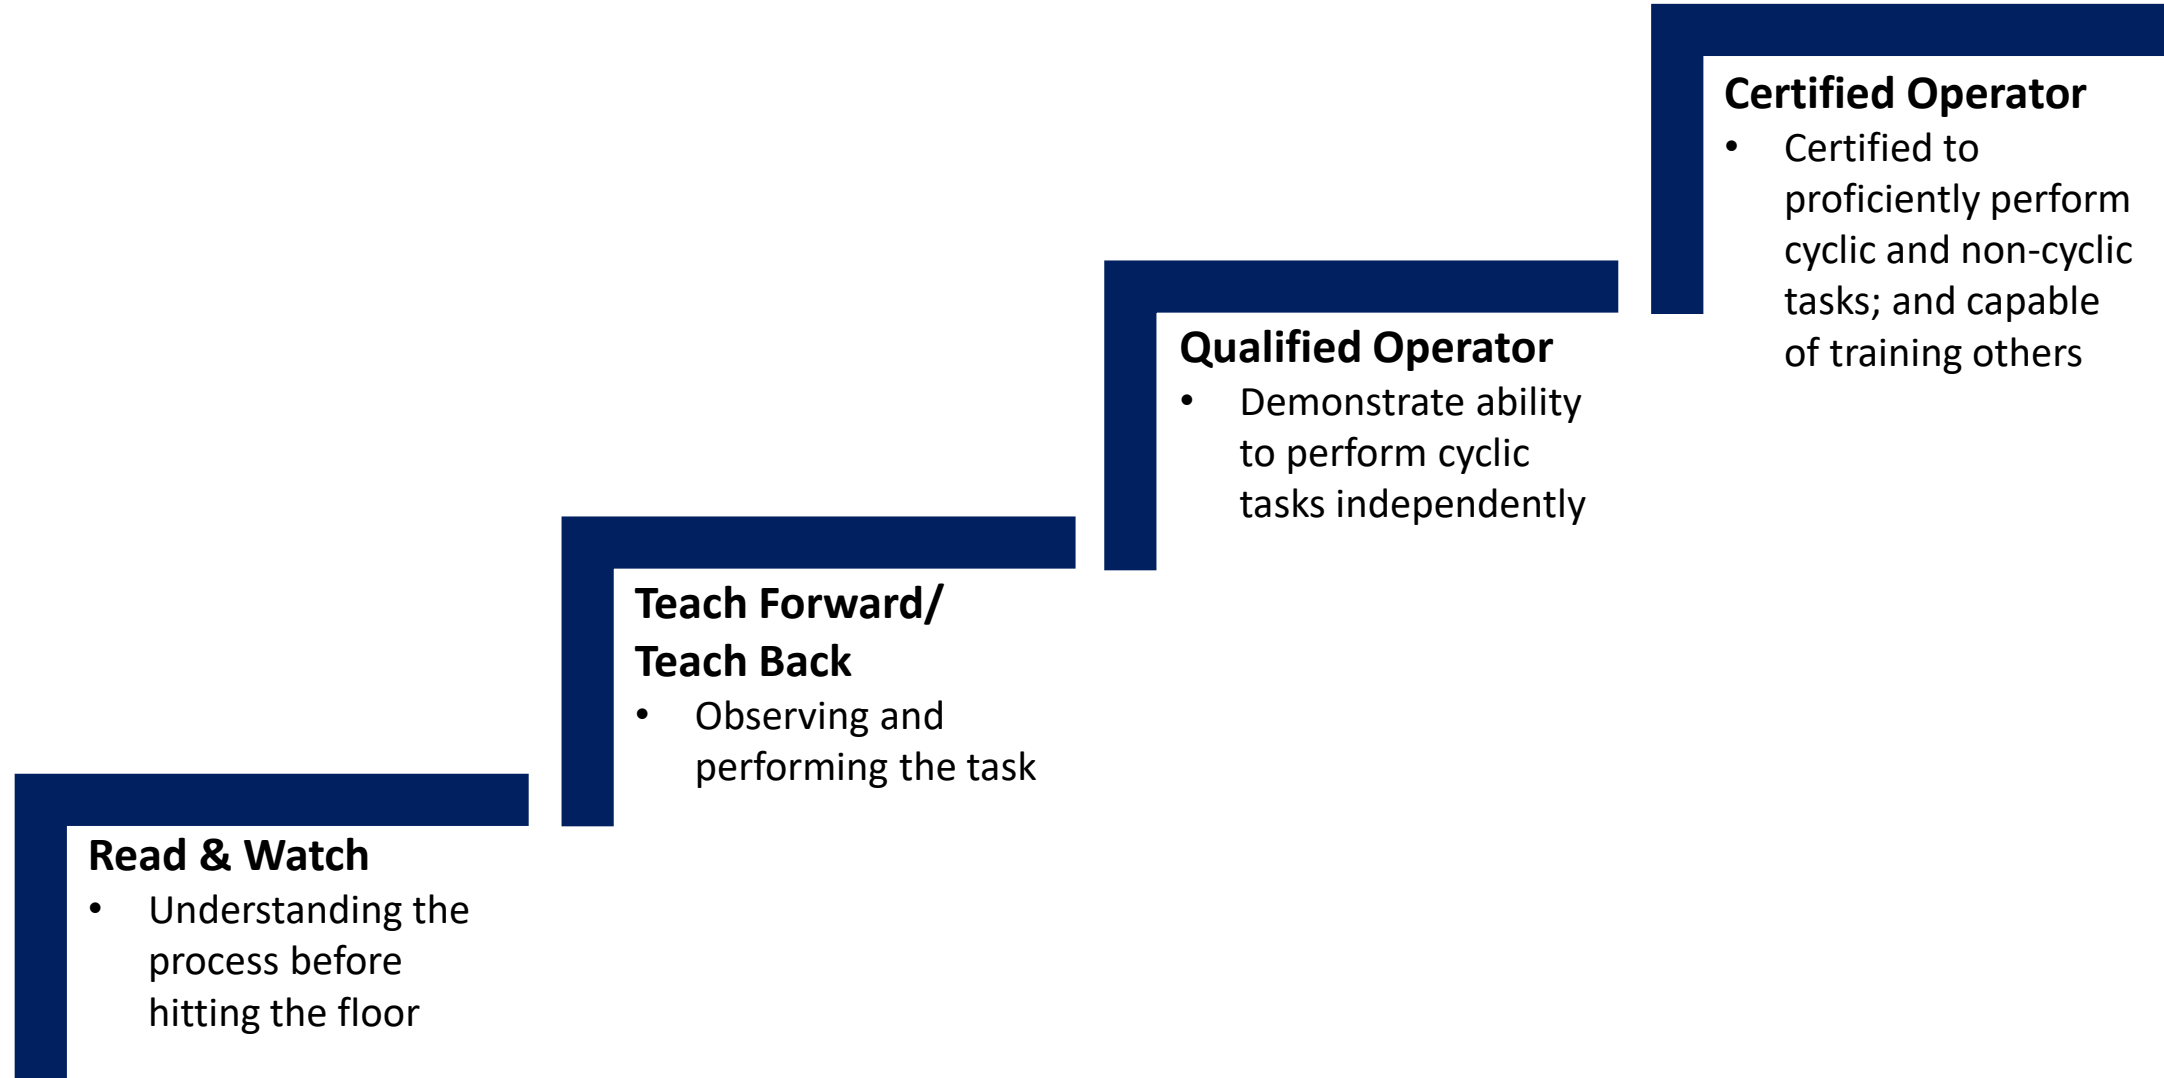 Certified Operator
• Certified to
proficiently perform
cyclic and non-cyclic
tasks; and capable
of training others
Qualified Operator
• Demonstrate ability
to perform cyclic
tasks independently
Teach Forward/
Teach Back
• Observing and
performing the task
Read & Watch
• Understanding the
process before
hitting the floor